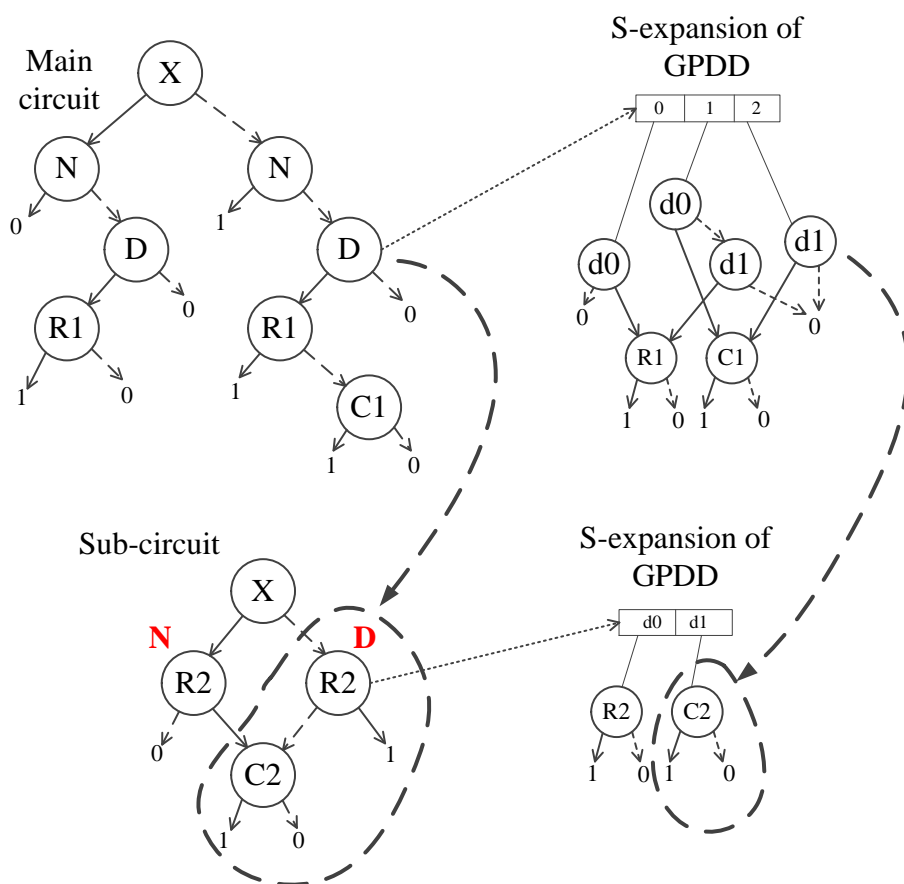 Main
circuit
X
N
N
0
1
D
D
R1
0
R1
0
1
0
1
C1
1
0
S-expansion of
GPDD
0 1 2
d0
d1
d0
d1
0
0
R1
C1
1
0
1
0
Sub-circuit
X
N
D
R2
R2
0
1
C2
1
0
S-expansion of
GPDD
d0 d1
R2
C2
1
0
1
0